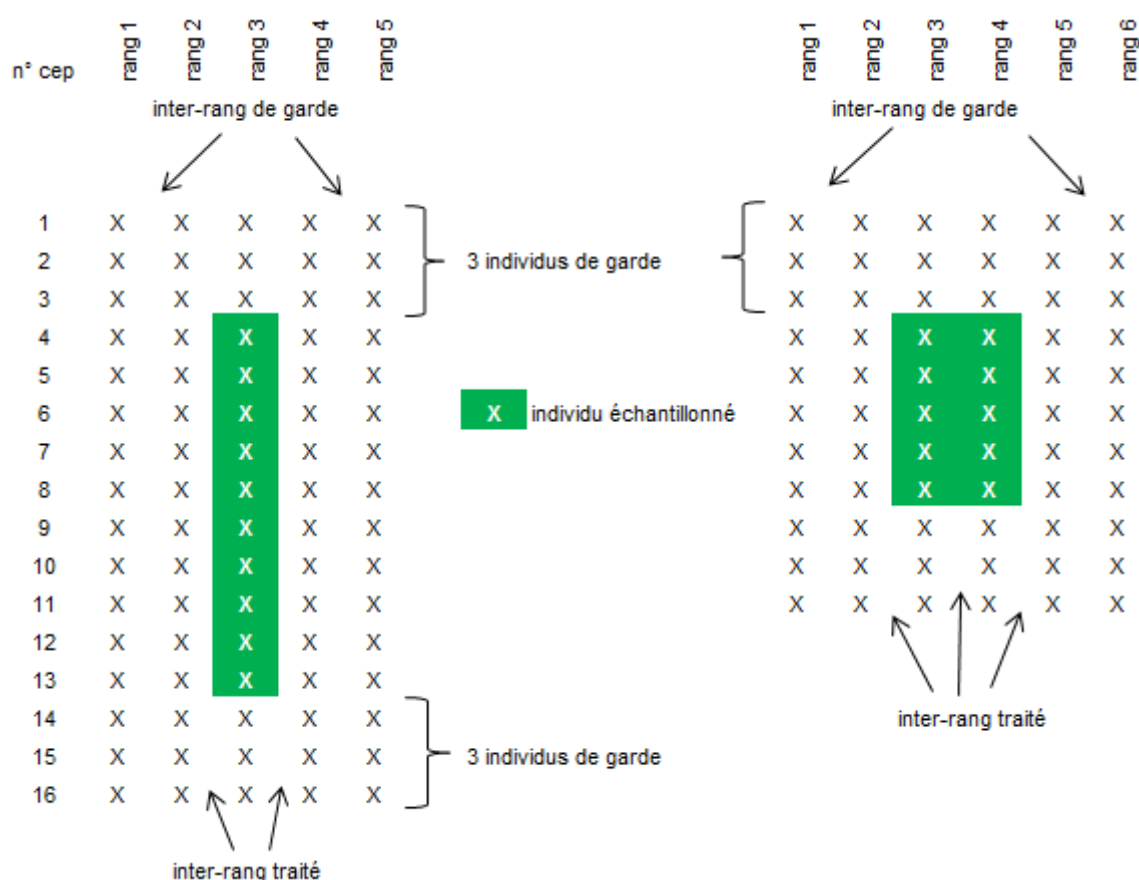 n° cep rang 1 rang 2 rang 3 rang 4 rang 5 rang 1 rang 2 rang 3 rang 4 rang 5 rang 6
inter-rang de garde inter-rang de garde
1 X X X X X X X X X X X
2 X X X X X 3 individus de garde X X X X X X
3 X X X X X X X X X X X
4 X X X X X X X X X X X
5 X X X X X X X X X X X
6 X X X X X X individu échantillonné X X X X X X
7 X X X X X X X X X X X
8 X X X X X X X X X X X
9 X X X X X X X X X X X
10 X X X X X X X X X X X
11 X X X X X X X X X X X
12 X X X X X
13 X X X X X
14 X X X X X inter-rang traité
15 X X X X X 3 individus de garde
16 X X X X X
inter-rang traité